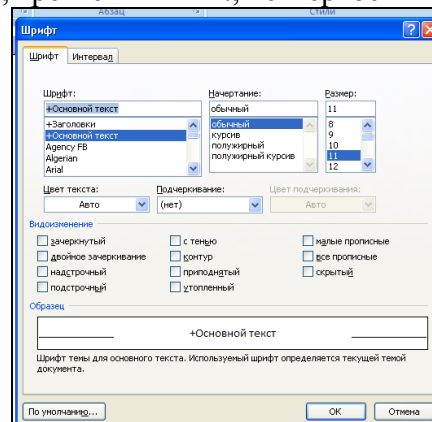 Абзац Стили
Шрифт
Шрифт Интервал
Шрифт: Начертание: Размер:
+Основной текст обычный 11
+Заголовки обычный 8
+Основной текст курсив 9
Agency FB полужирный 10
Algerian полужирный курсив 11
Arial 12
Цвет текста: Подчеркивание: Цвет подчеркивания:
Авто (нет) Авто
Видоизменение
зачеркнутый с тенью малые прописные
двойное зачеркивание контур все прописные
надстрочный приподнятый скрытый
подстрочный утопленный
Образец
+Основной текст
Шрифт темы для основного текста. Используемый шрифт определяется текущей темой
документа.
По умолчанию... ОК Отмена